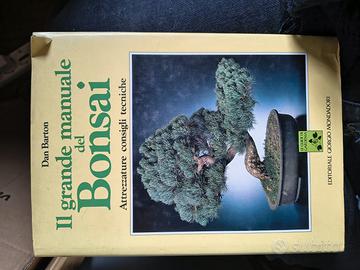 Dan Barton
Il grande manuale
del
Bonsai
Attrezzature consigli tecniche
EDITORIALE GIORGIO MONDADORI